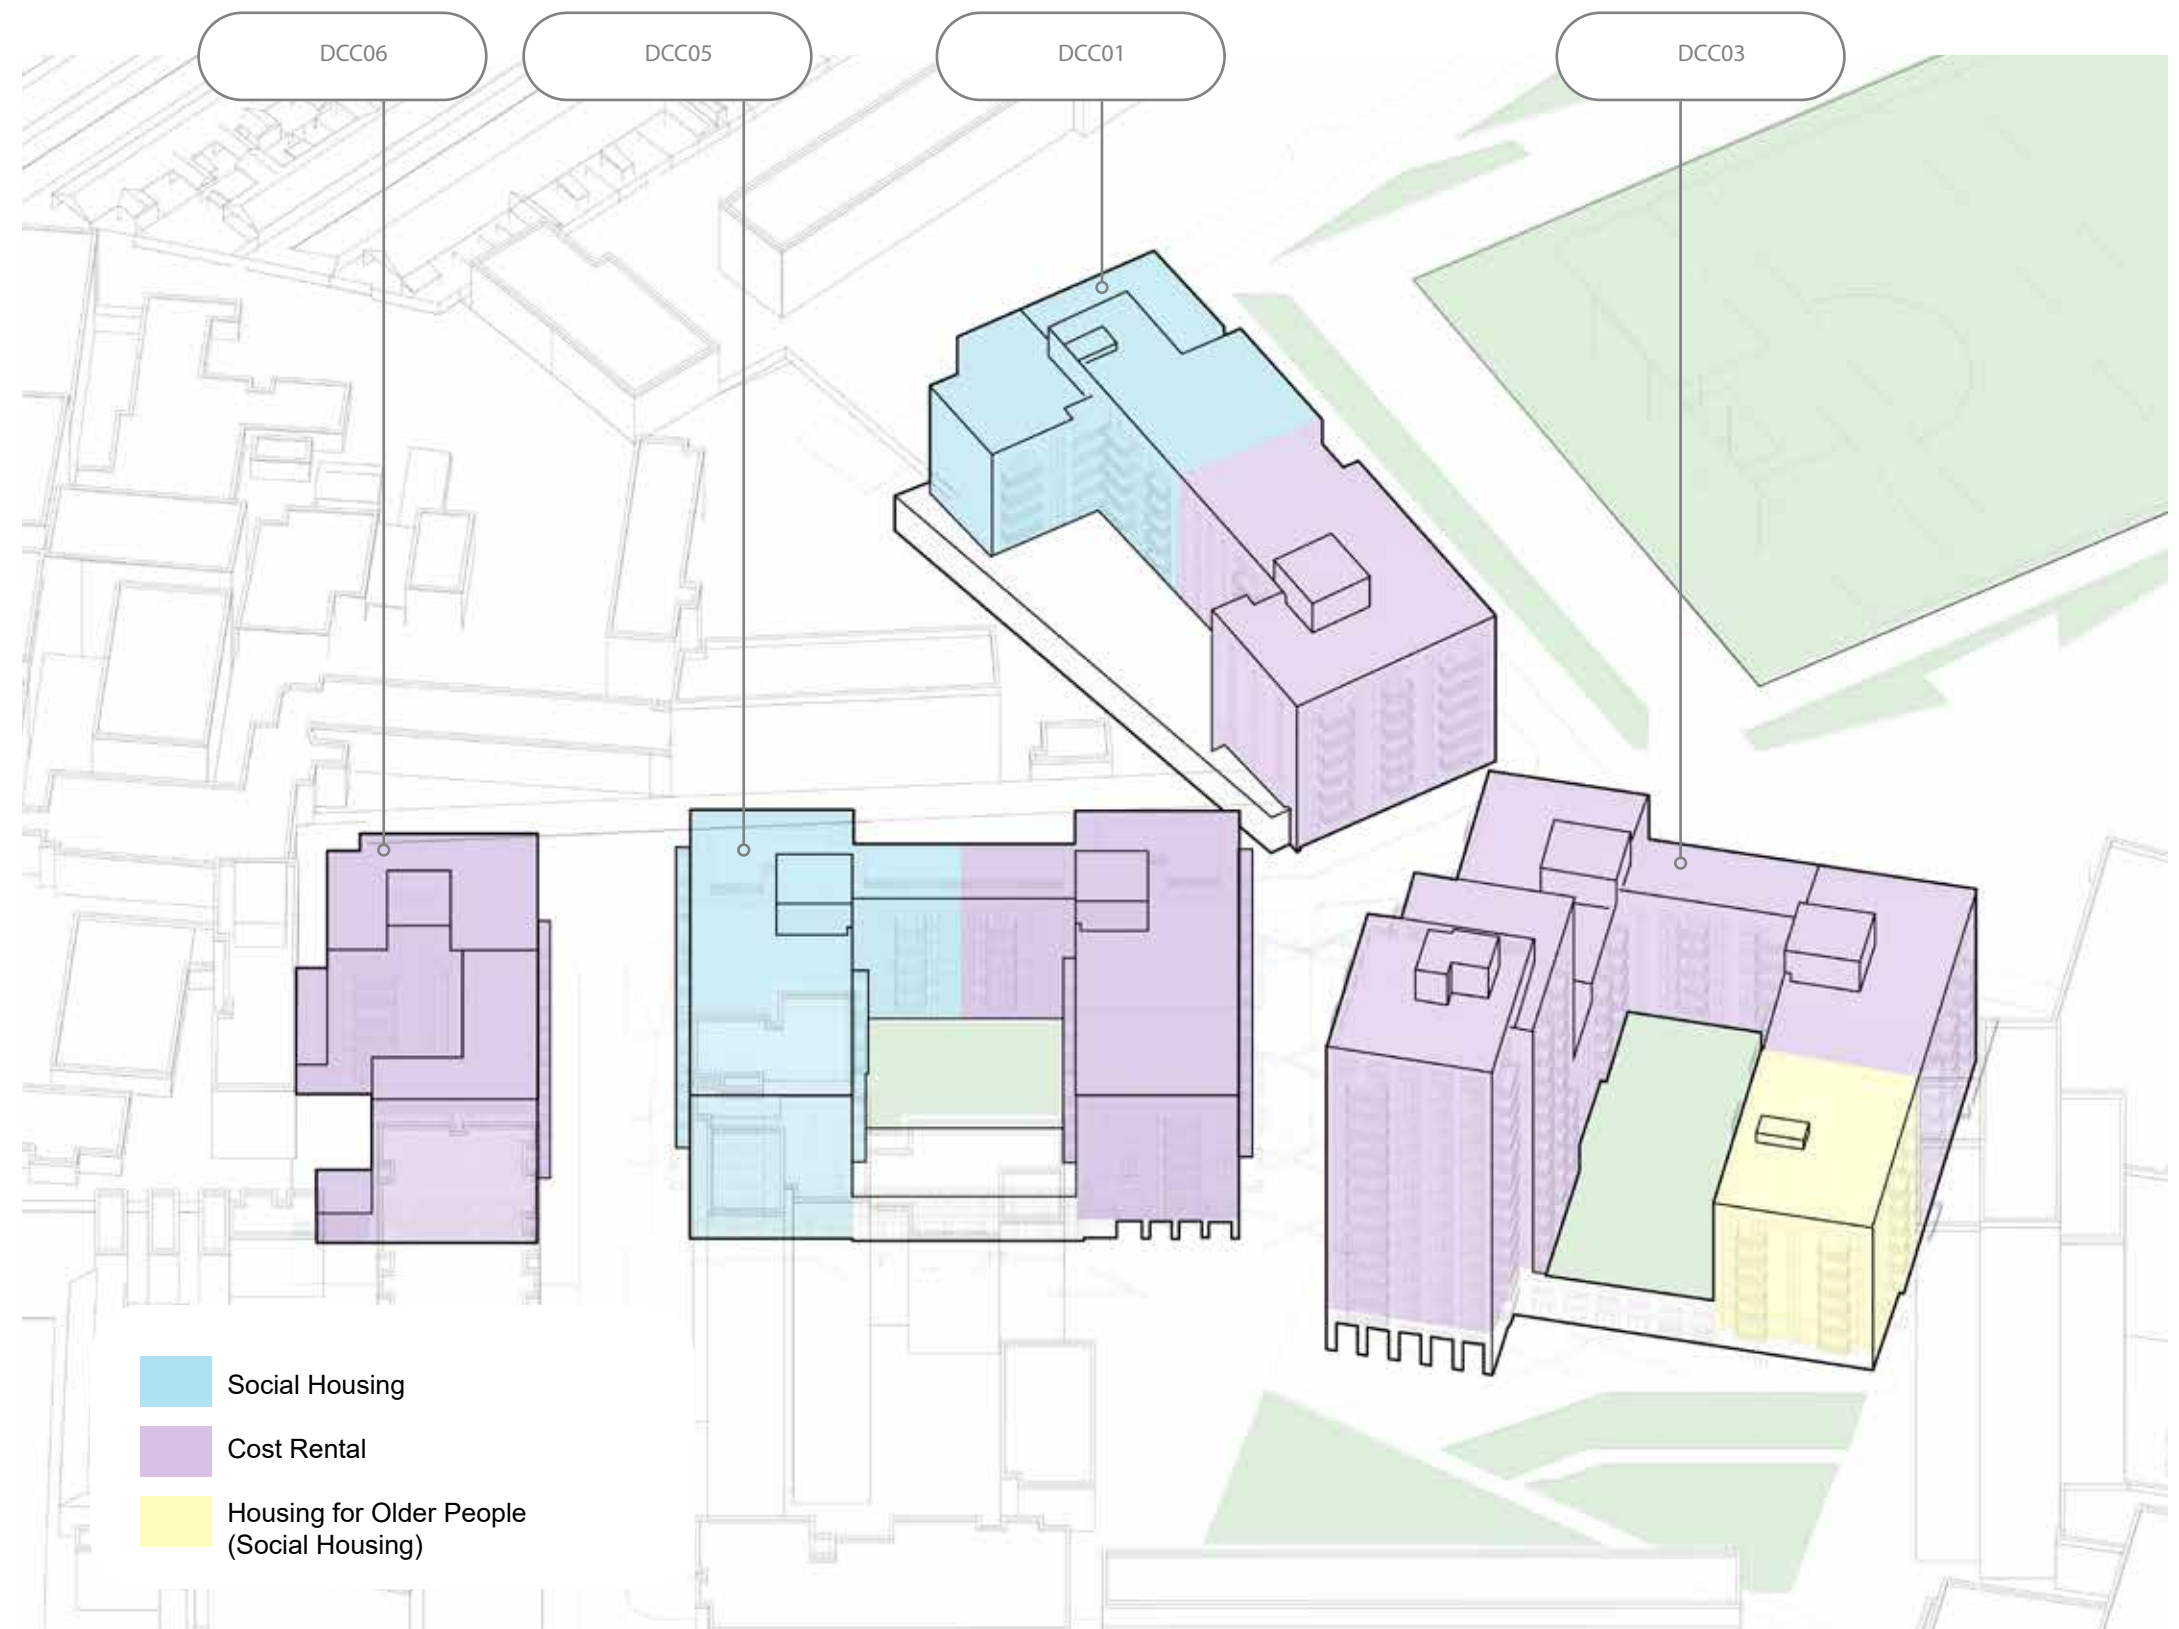 DCC06
DCC05
DCC01
DCC03
Social Housing
Cost Rental
Housing for Older People
(Social Housing)